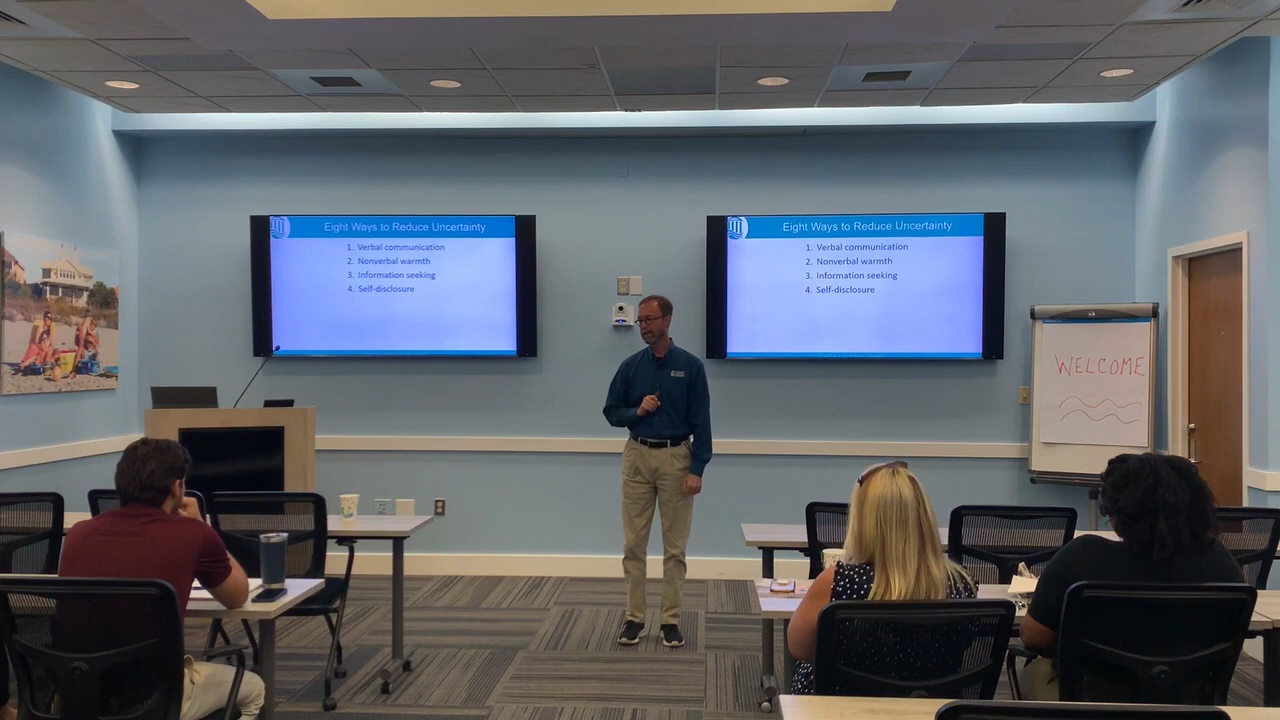 Eight Ways to Reduce Uncertainty
1. Verbal communication
2. Nonverbal warmth
3. Information seeking
4. Self-disclosure
Eight Ways to Reduce Uncertainty
1. Verbal communication
2. Nonverbal warmth
3. Information seeking
4. Self-disclosure
WELCOME